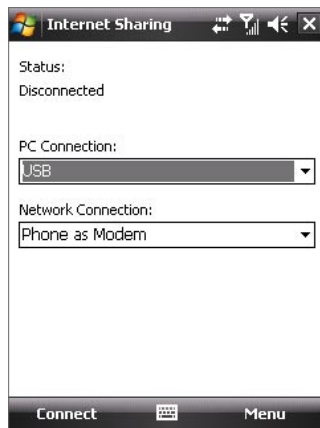 Internet Sharing
Status:
Disconnected
PC Connection:
USB
Network Connection:
Phone as Modem
Connect
Menu